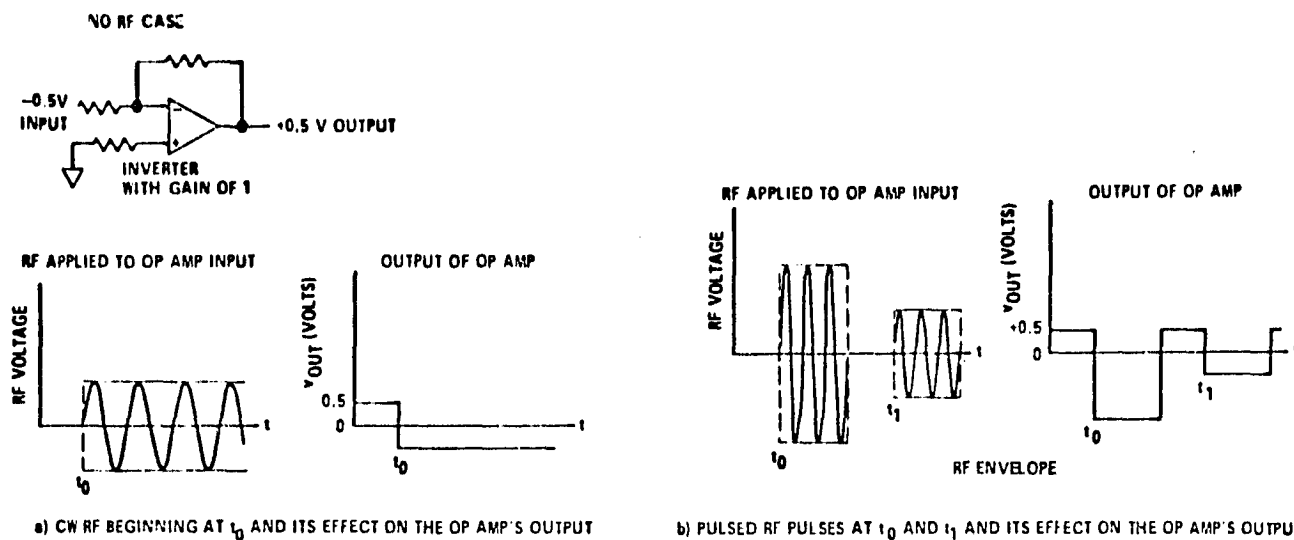 NO RF CASE
−0.5V
INPUT
−
+
+0.5 V OUTPUT
INVERTER
WITH GAIN OF 1
RF APPLIED TO OP AMP INPUT
RF VOLTAGE
t
t0
OUTPUT OF OP AMP
VOUT (VOLTS)
0.5
0
t
t0
a) CW RF BEGINNING AT t0 AND ITS EFFECT ON THE OP AMP'S OUTPUT
RF APPLIED TO OP AMP INPUT
RF VOLTAGE
t
t0
t1
OUTPUT OF OP AMP
VOUT (VOLTS)
+0.5
0
t0
t1
RF ENVELOPE
b) PULSED RF PULSES AT t0 AND t1 AND ITS EFFECT ON THE OP AMP'S OUTPU